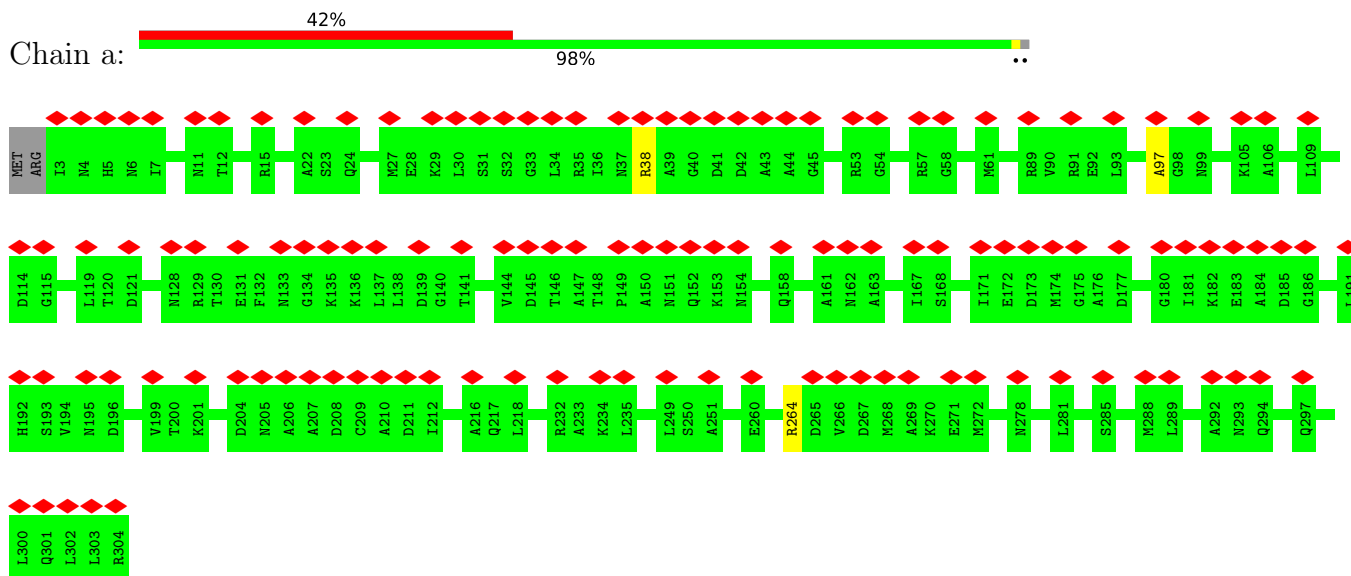 42%
Chain a:
98%
••
MET ARG I3 N4 H5 N6 I7 N11 T12 R15 A22 S23 Q24 M27 E28 K29 L30 S31 S32 G33 L34 R35 I36 N37 R38 A39 G40 D41 D42 A43 A44 G45 R53 G54 R57 G58 M61 R89 V90 R91 E92 L93 A97 G98 N99 K105 A106 L109
D114 G115 L119 T120 D121 N128 R129 T130 E131 F132 N133 G134 K135 K136 L137 L138 D139 G140 T141 V144 D145 T146 A147 T148 P149 A150 N151 Q152 K153 N154 Q158 A161 N162 A163 I167 S168 I171 E172 D173 M174 G175 A176 D177 G180 I181 K182 E183 A184 D185 G186 L191
H192 S193 V194 N195 D196 V199 T200 K201 D204 N205 A206 A207 D208 C209 A210 D211 I212 A216 Q217 L218 R232 A233 K234 L235 L249 S250 A251 E260 R264 D265 V266 D267 M268 A269 K270 E271 M272 N278 L281 S285 M288 L289 A292 N293 Q294 Q297
L300 Q301 L302 L303 R304